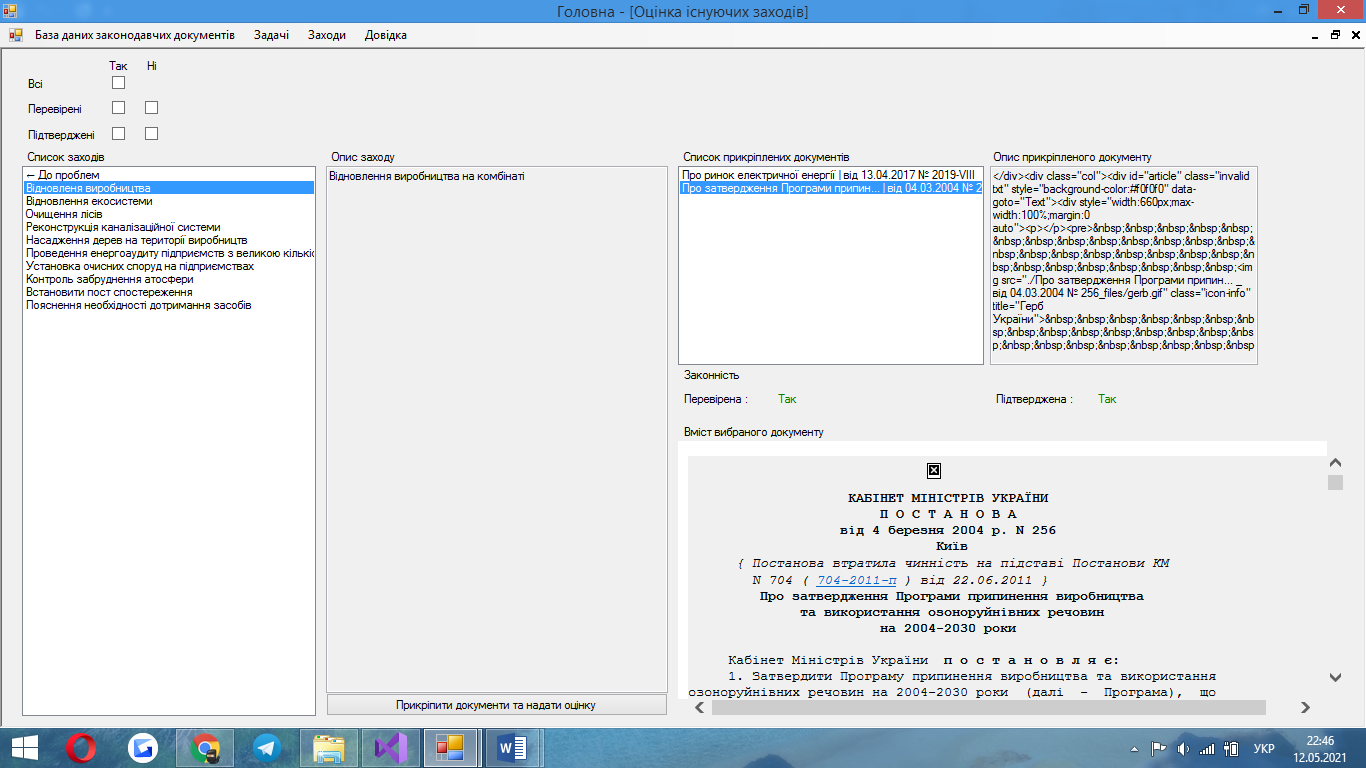 Головна - [Оцінка існуючих заходів]
База даних законодавчих документів Задачі Заходи Довідка
Так Ні
Всі
Перевірені
Підтверджені
Список заходів
← До проблем
Відновленя виробництва
Відновлення екосистеми
Очищення лісів
Реконструкція каналізаційної системи
Насадження дерев на території виробництв
Проведення енергоаудиту підприємств з великою кількіс
Установка очисних споруд на підприємствах
Контроль забруднення атосфери
Встановити пост спостереження
Пояснення необхідності дотримання засобів
Опис заходу
Відновлення виробництва на комбінаті
Прикріпити документи та надати оцінку
Список прикріплених документів
Про ринок електричної енергії | від 13.04.2017 № 2019-VIII
Про затвердження Програми припин... | від 04.03.2004 № 2
Опис прикріпленого документу
</div><div class="col"><div id="article" class="invalid
txt" style="background-color:#f0f0f0" data-
goto="Text"><div style="width:660px;max-
width:100%;margin:0
auto"><p></p><pre>&nbsp;&nbsp;&nbsp;&nbsp;&nbsp;
&nbsp;&nbsp;&nbsp;&nbsp;&nbsp;&nbsp;&nbsp;&nbsp;&n
bsp;&nbsp;&nbsp;&nbsp;&nbsp;&nbsp;&nbsp;&nbsp;&n
bsp;&nbsp;&nbsp;&nbsp;&nbsp;&nbsp;&nbsp;&nbsp;<im
g src="./Про затвердження Програми припин... _
від 04.03.2004 № 256_files/gerb.gif" class="icon-info"
title="Герб
України">&nbsp;&nbsp;&nbsp;&nbsp;&nbsp;&nbsp;&nb
sp;&nbsp;&nbsp;&nbsp;&nbsp;&nbsp;&nbsp;&nbsp;&nbs
p;&nbsp;&nbsp;&nbsp;&nbsp;&nbsp;&nbsp;&nbsp;&nbsp
Законність
Перевірена : Так Підтверджена : Так
Вміст вибраного документу
КАБІНЕТ МІНІСТРІВ УКРАЇНИ
П О С Т А Н О В А
від 4 березня 2004 р. N 256
Київ
{ Постанова втратила чинність на підставі Постанови КМ
N 704 ( 704-2011-п ) від 22.06.2011 }
Про затвердження Програми припинення виробництва
та використання озоноруйнівних речовин
на 2004-2030 роки
Кабінет Міністрів України п о с т а н о в л я є:
1. Затвердити Програму припинення виробництва та використання
озоноруйнівних речовин на 2004-2030 роки (далі - Програма), що
УКР
22:46
12.05.2021